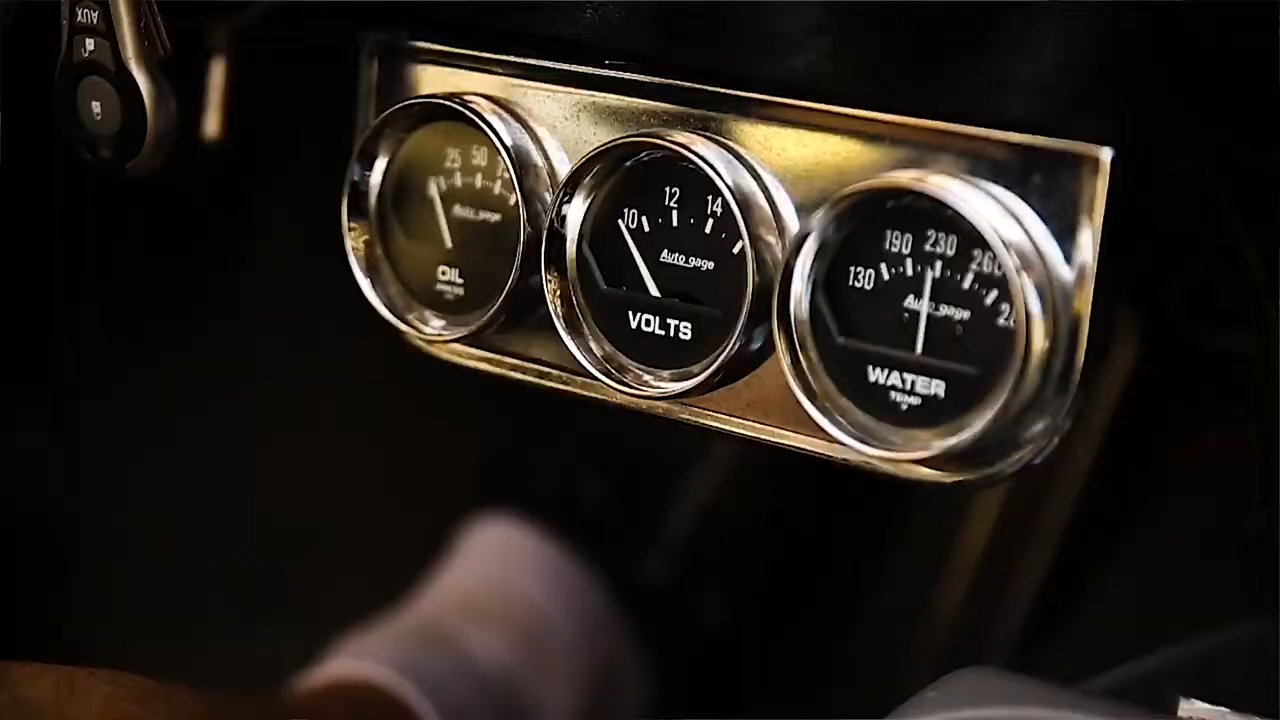 AUX
25 50
Auto gage
OIL
10 12 14
Auto gage
VOLTS
130 190 230 260
Auto gage
WATER
TEMP